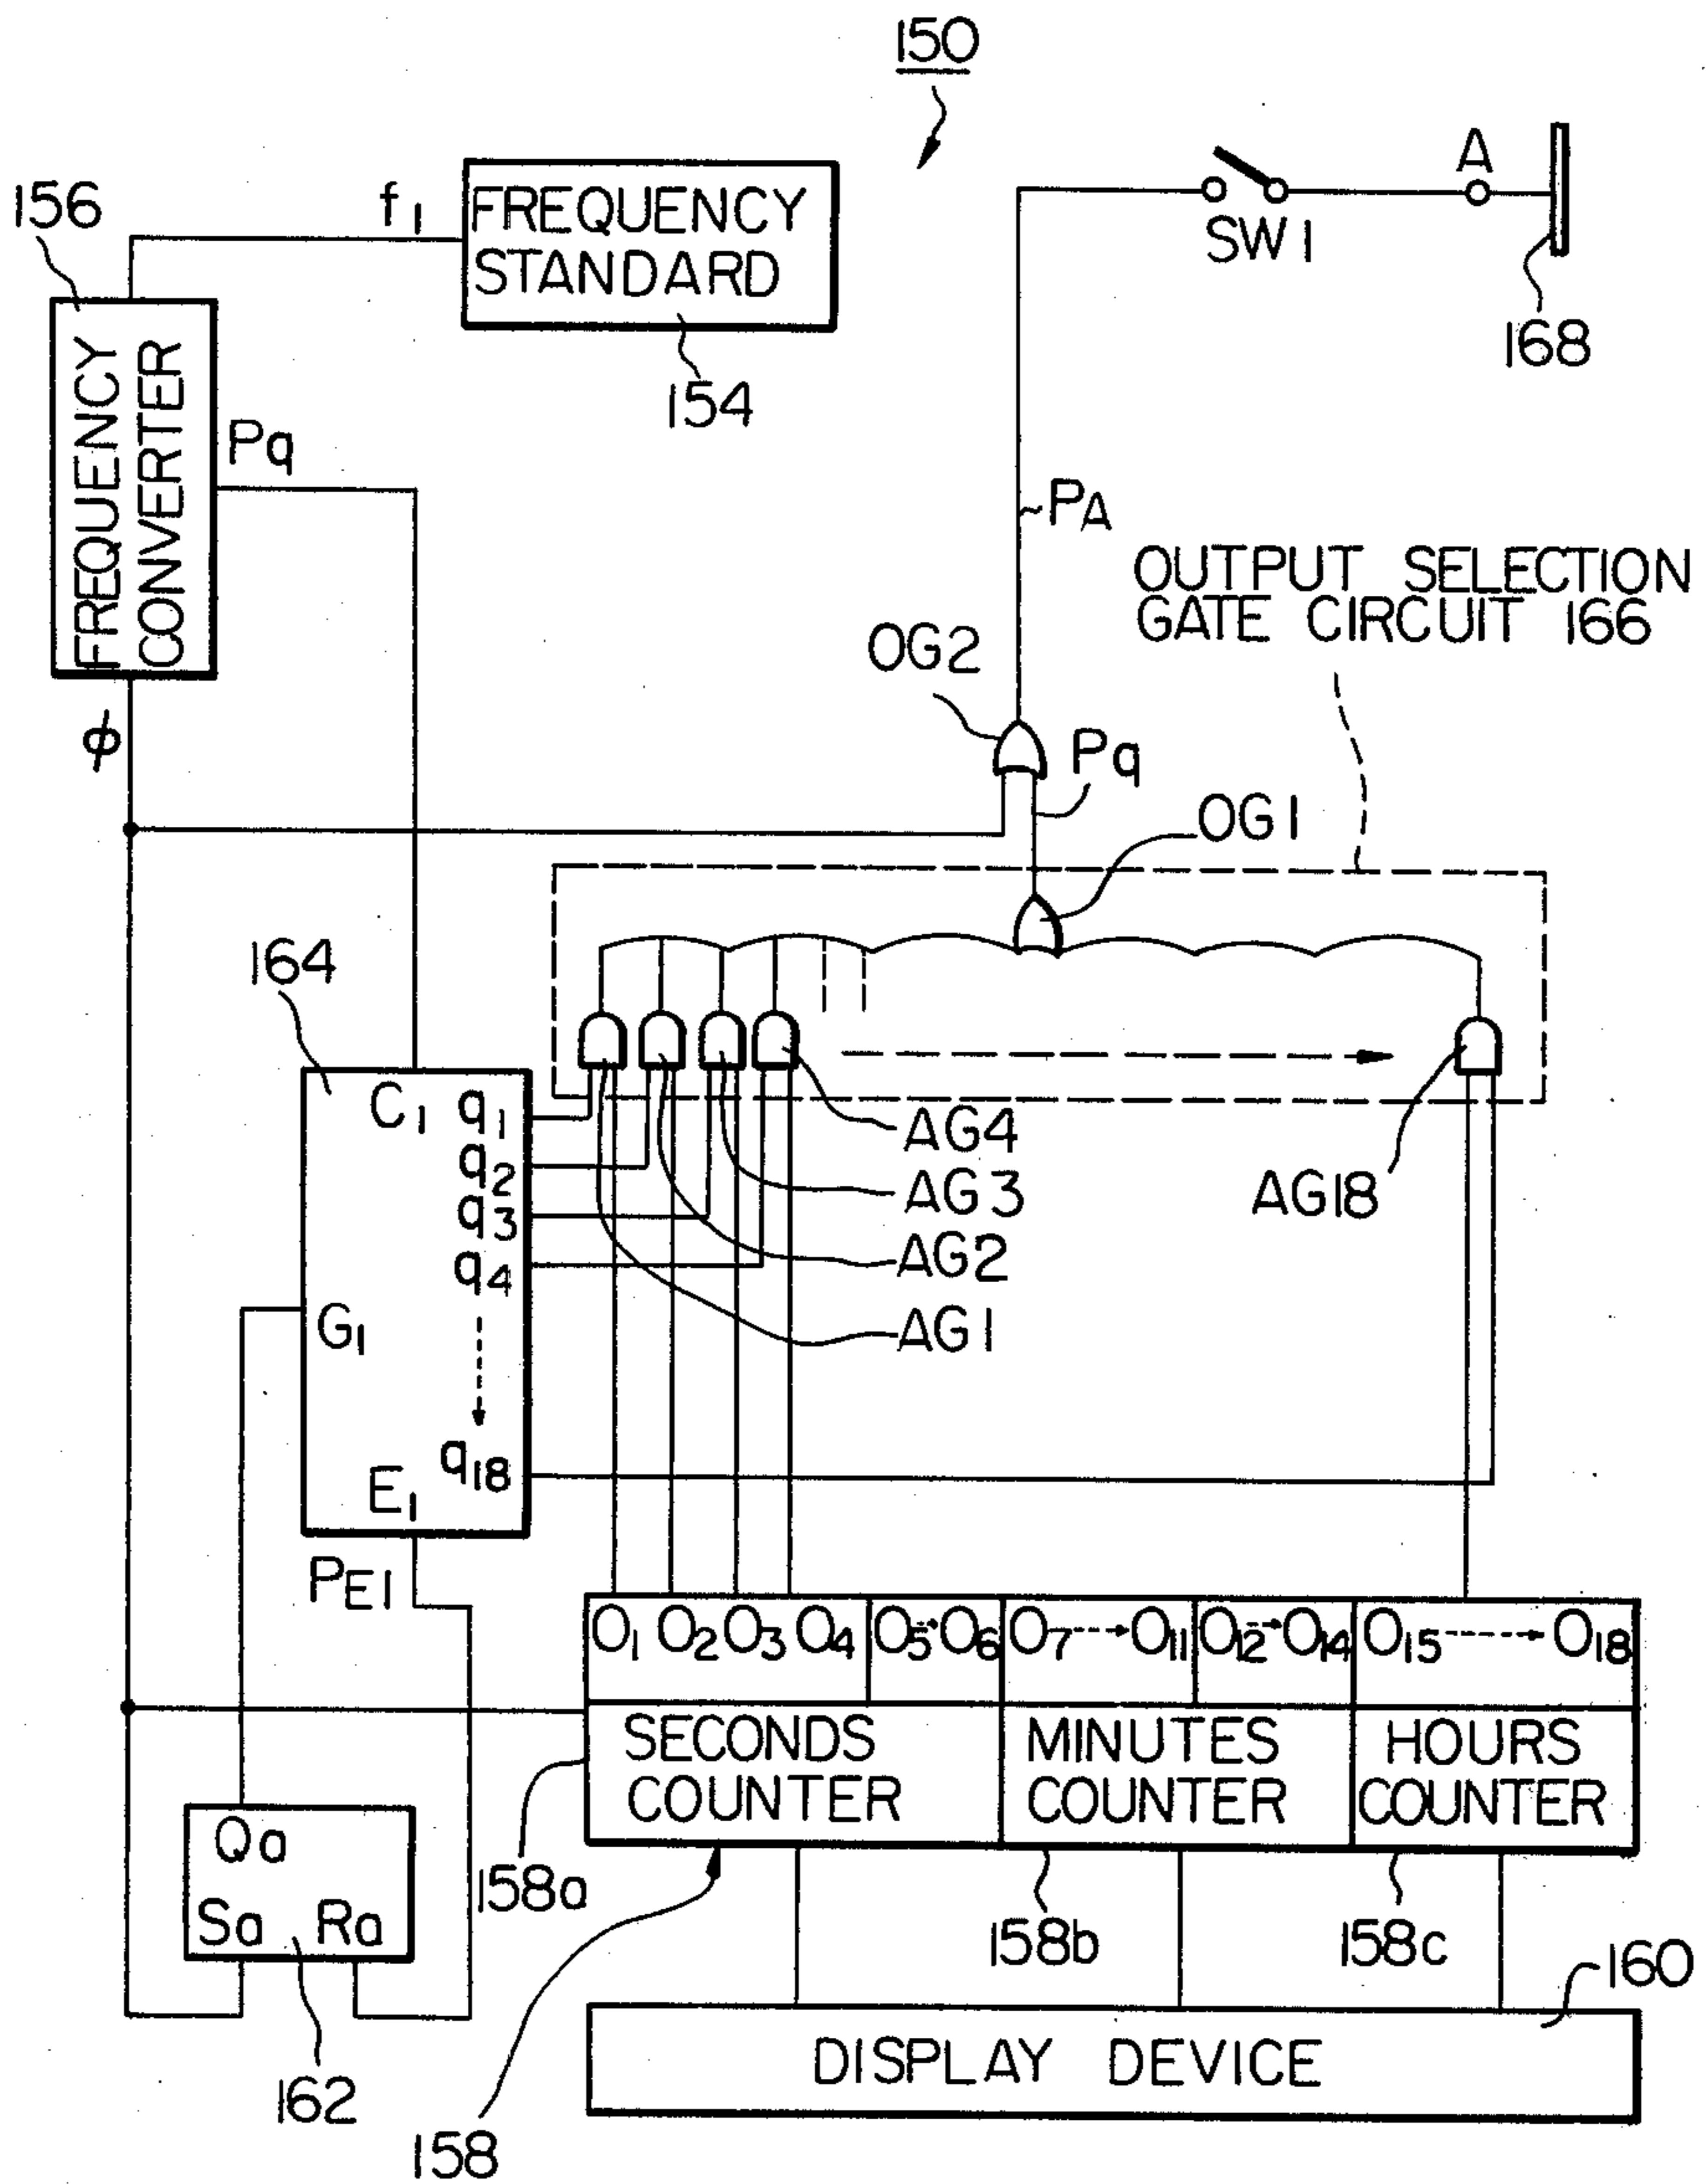 150
156
f1
FREQUENCY
STANDARD
154
A
SW1
168
FREQUENCY
CONVERTER
Pq
PA
OUTPUT SELECTION
GATE CIRCUIT 166
OG2
ϕ
Pq
OG1
164
C1
q1
q2
q3
q4
q18
G1
E1
AG4
AG3
AG2
AG1
AG18
PE1
O1 O2 O3 O4 O5 O6 O7 O11 O12 O14 O15 O18
SECONDS
COUNTER
MINUTES
COUNTER
HOURS
COUNTER
Qa
Sa Ra
158a
158b
158c
160
DISPLAY DEVICE
162
158